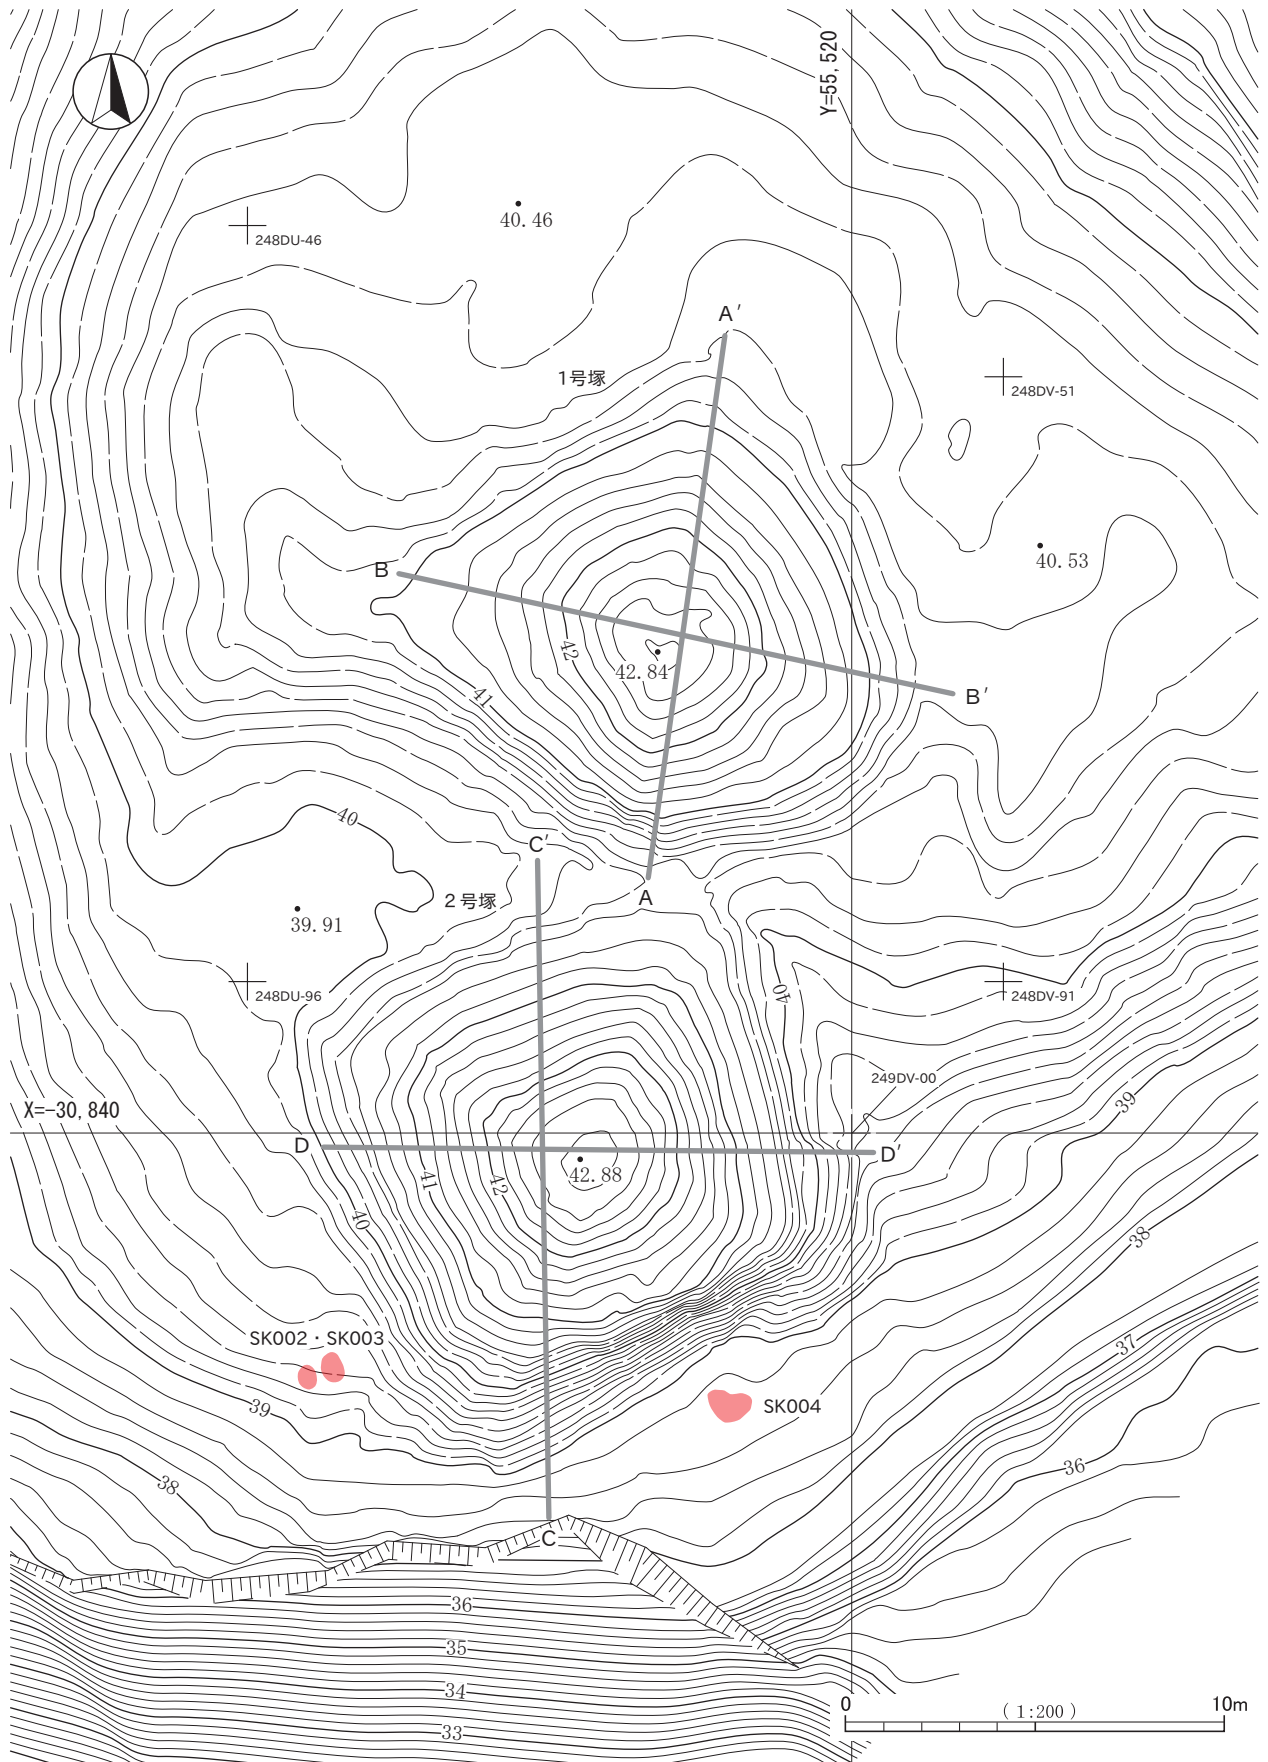 Y=55,520
40.46
248DU-46
A′
1号塚
248DV-51
B
40.53
42
42.84
41
B′
40
C′
A
2号塚
39.91
248DU-96
40
248DV-91
249DV-00
39
X=-30,840
D
D′
41
42
42.88
40
38
SK002・SK003
37
39
SK004
38
36
C
36
35
34
33
0
(1:200)
10m